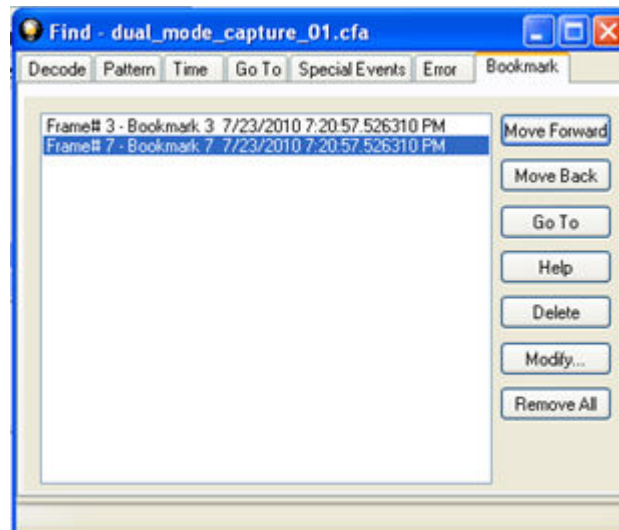 Find - dual_mode_capture_01.cfa
Decode Pattern Time Go To Special Events Error Bookmark
Frame# 3 - Bookmark 3 7/23/2010 7:20:57.526310 PM
Frame# 7 - Bookmark 7 7/23/2010 7:20:57.526310 PM
Move Forward
Move Back
Go To
Help
Delete
Modify...
Remove All